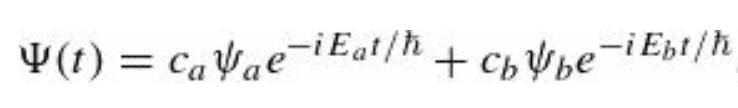 Ψ(t) = c_a ψ_a e^{-iE_a t/ħ} + c_b ψ_b e^{-iE_b t/ħ}.